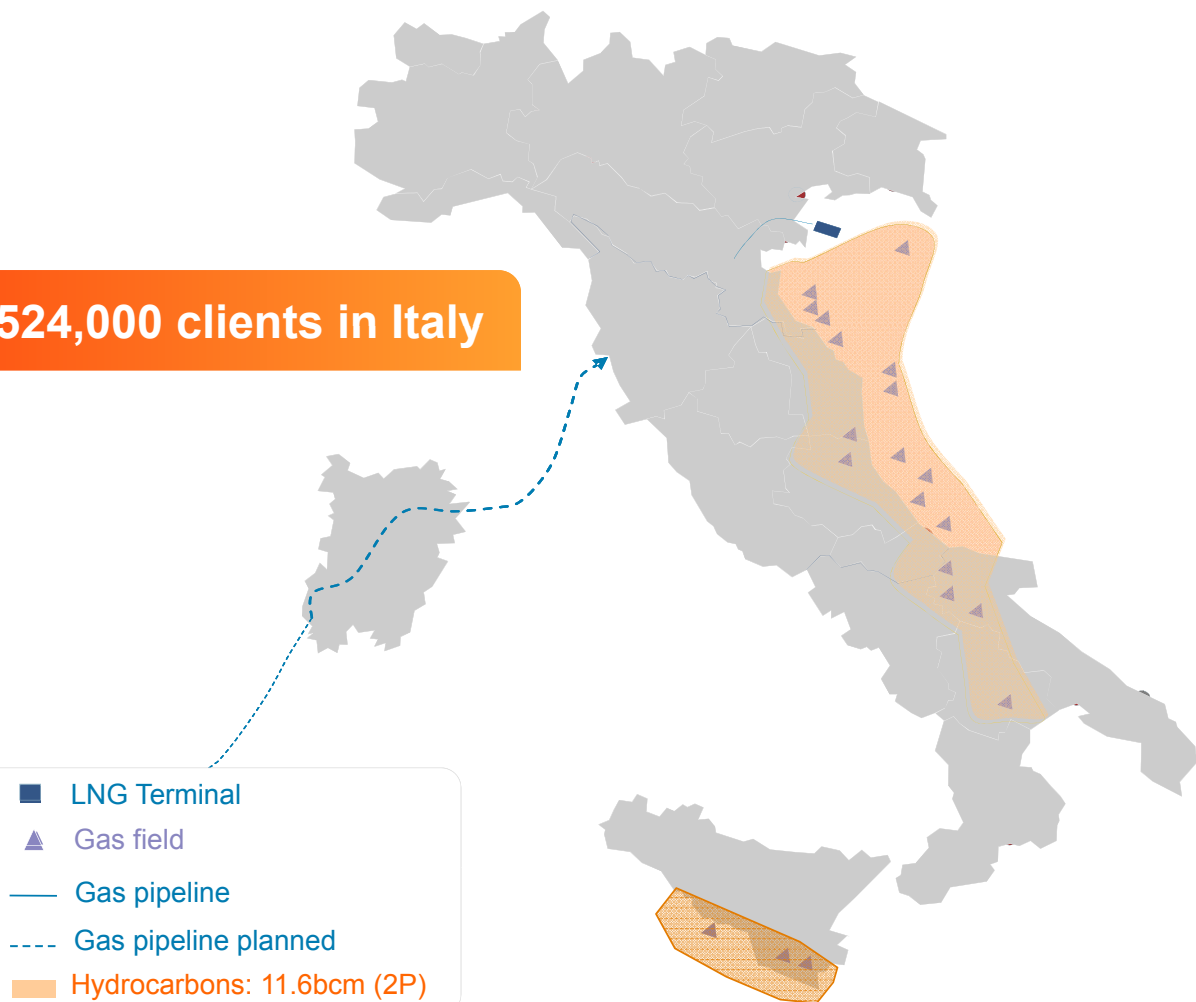 524,000 clients in Italy
LNG Terminal
Gas field
Gas pipeline
Gas pipeline planned
Hydrocarbons: 11.6bcm (2P)